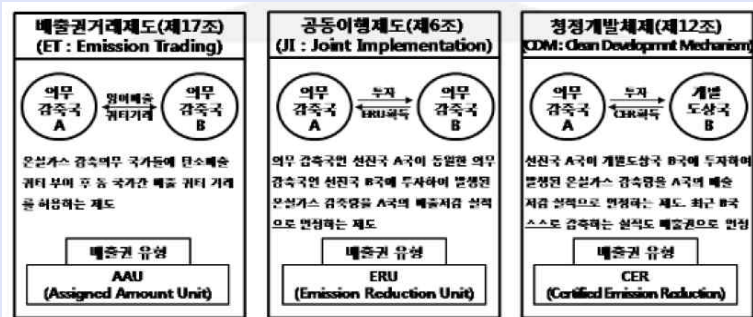 배출권거래제도(제17조)
(ET : Emission Trading)
의무
감축국
A
잉여배출
쿼터거래
의무
감축국
B
온실가스 감축의무 국가들에 탄소배출
쿼터 부여 후 동 국가간 배출 쿼터 거래
를 허용하는 제도
배출권 유형
AAU
(Assigned Amount Unit)
공동이행제도(제6조)
(JI : Joint Implementation)
의무
감축국
A
투자
ERU획득
의무
감축국
B
의무 감축국인 선진국 A국이 동일한 의무
감축국인 선진국 B국에 투자하여 발생된
온실가스 감축량을 A국의 배출저감 실적
으로 인정하는 제도
배출권 유형
ERU
(Emission Reduction Unit)
청정개발체제(제12조)
(CDM : Clean Developmnt Mechanism)
의무
감축국
A
투자
CER획득
개발
도상국
B
선진국 A국이 개발도상국 B국에 투자하여
발생된 온실가스 감축량을 A국의 배출
저감 실적으로 인정하는 제도. 최근 B국
스스로 감축하는 실적도 배출권으로 인정
배출권 유형
CER
(Certified Emission Reduction)